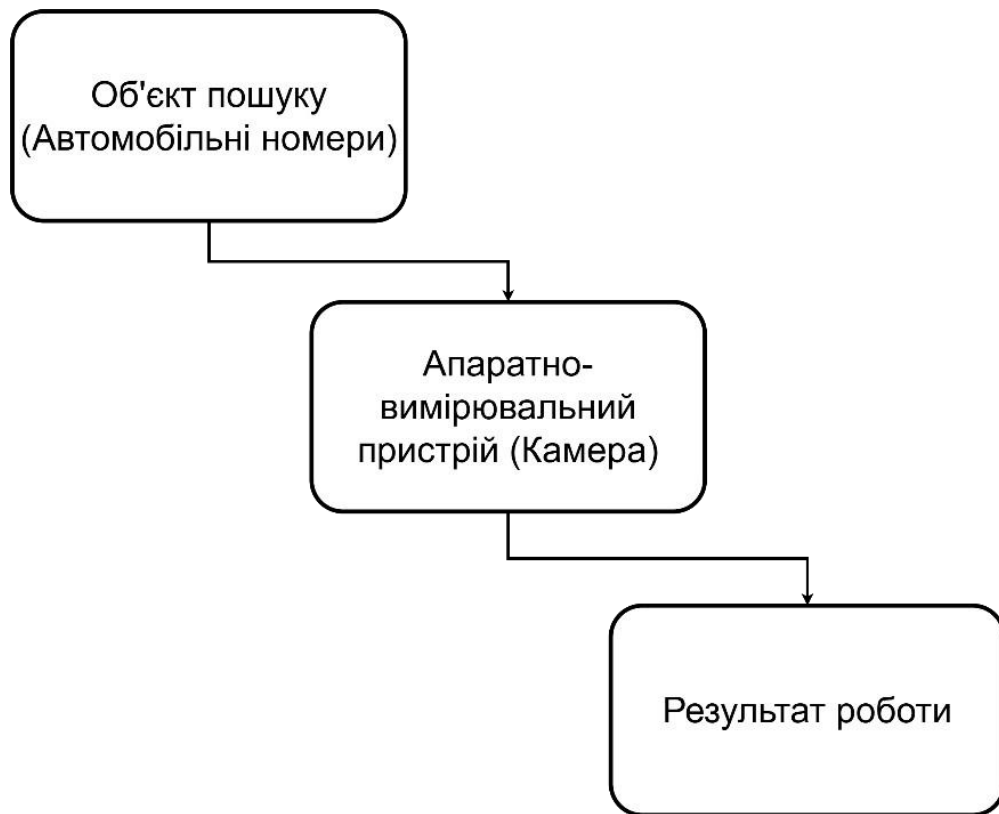 Об'єкт пошуку
(Автомобільні номери)
Апаратно-
вимірювальний
пристрій (Камера)
Результат роботи